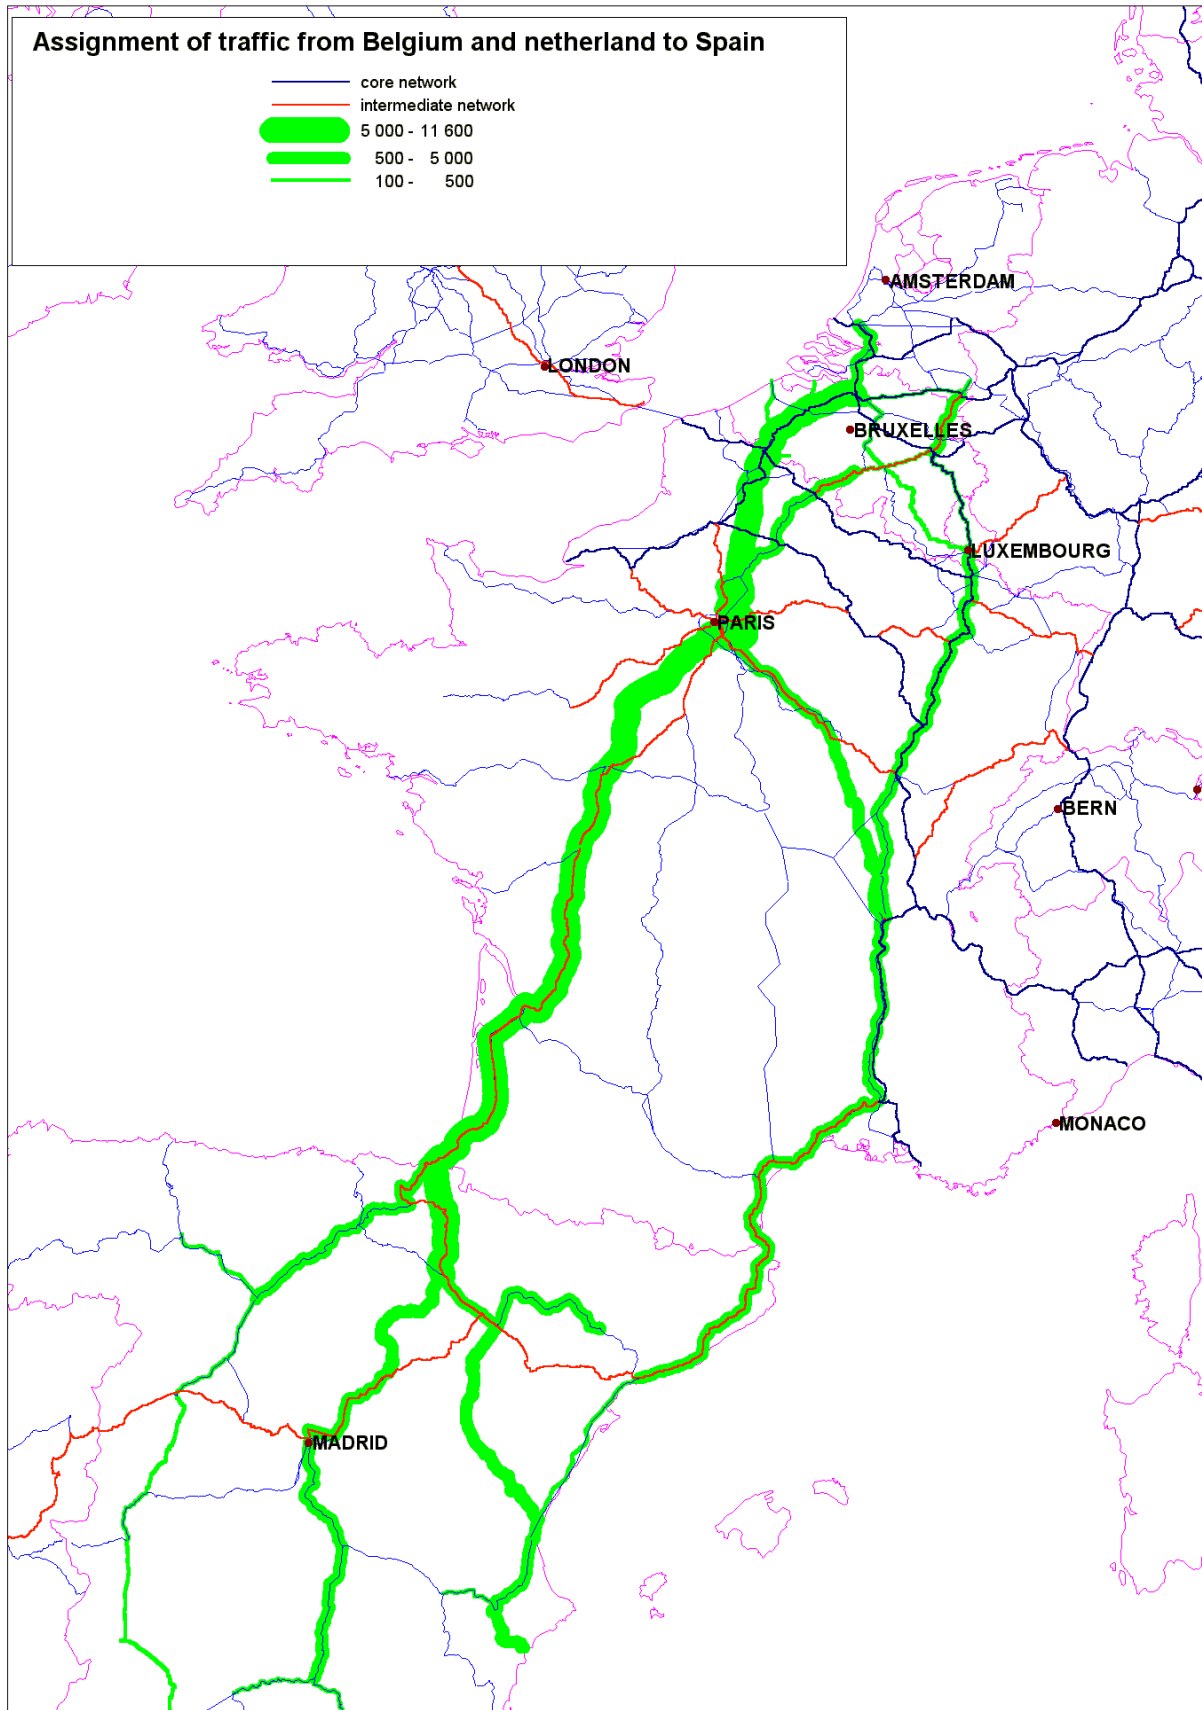 Assignment of traffic from Belgium and netherland to Spain
core network
intermediate network
5 000 - 11 600
500 - 5 000
100 - 500
AMSTERDAM
LONDON
BRUXELLES
LUXEMBOURG
PARIS
BERN
MONACO
MADRID